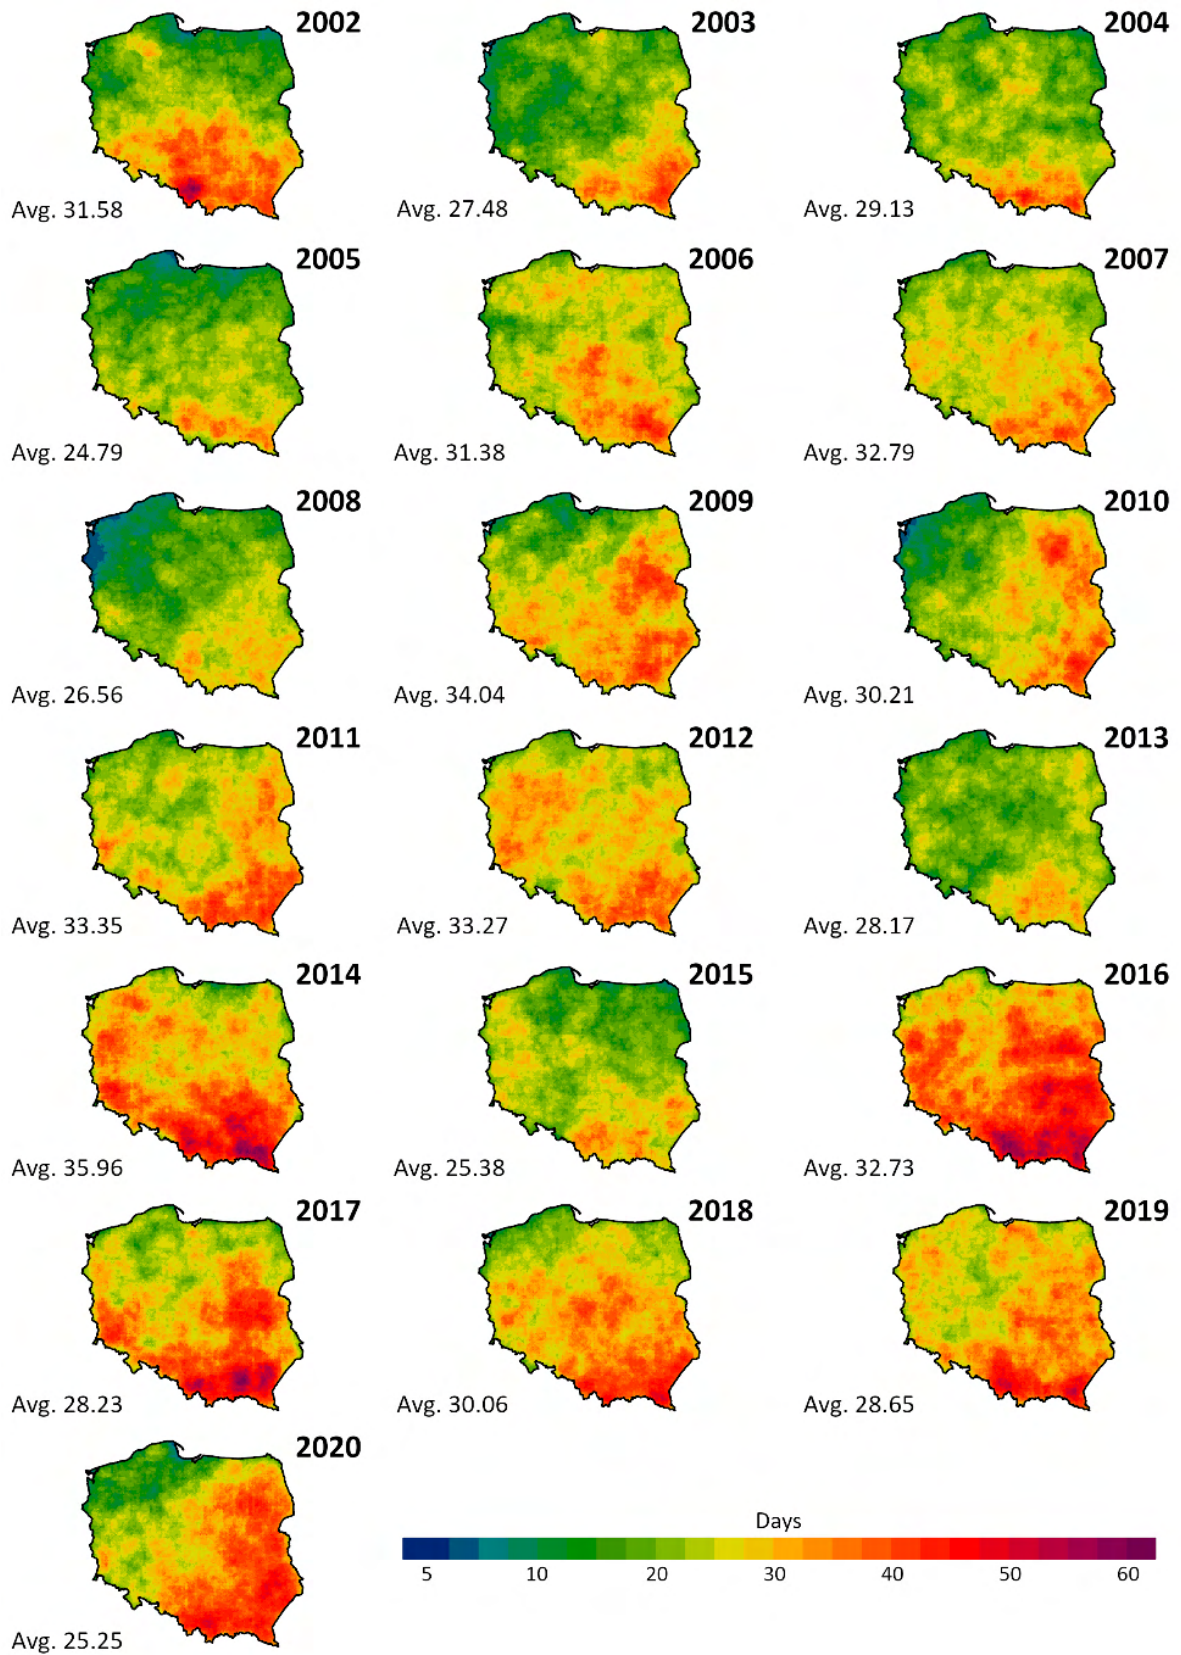 2002
2003
2004
Avg. 31.58
Avg. 27.48
Avg. 29.13
2005
2006
2007
Avg. 24.79
Avg. 31.38
Avg. 32.79
2008
2009
2010
Avg. 26.56
Avg. 34.04
Avg. 30.21
2011
2012
2013
Avg. 33.35
Avg. 33.27
Avg. 28.17
2014
2015
2016
Avg. 35.96
Avg. 25.38
Avg. 32.73
2017
2018
2019
Avg. 28.23
Avg. 30.06
Avg. 28.65
2020
Days
5 10 20 30 40 50 60
Avg. 25.25